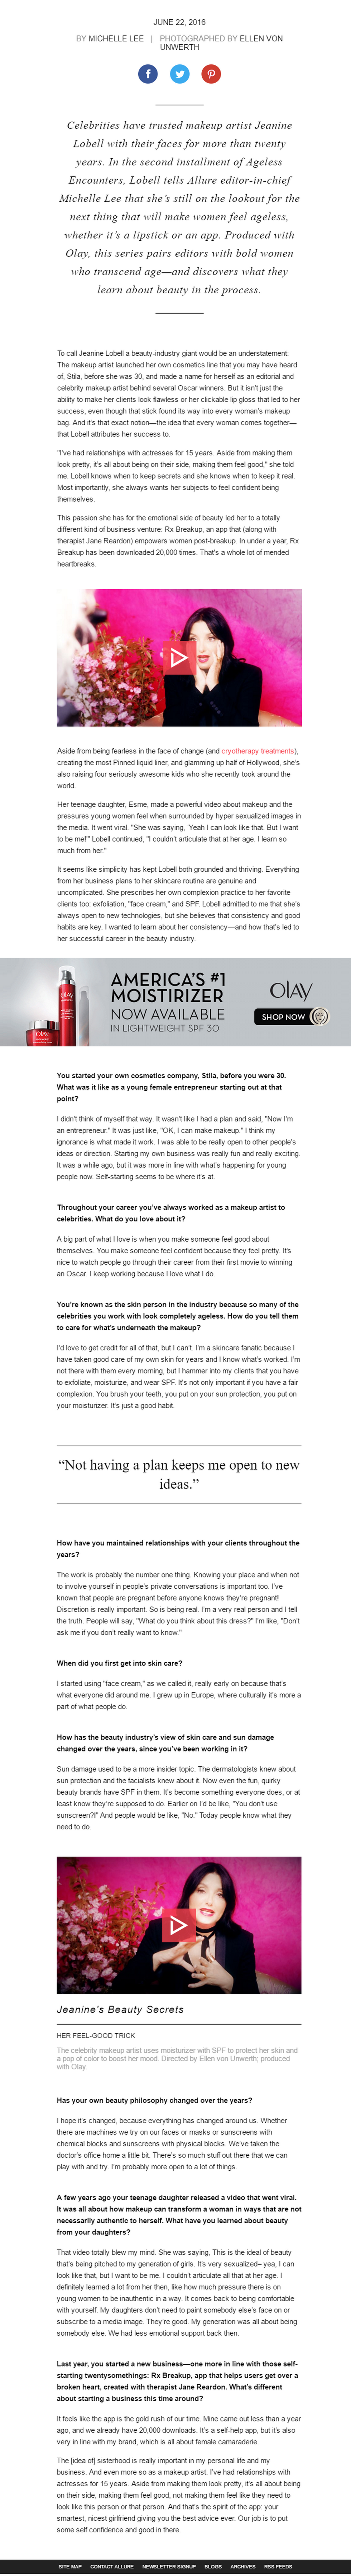 JUNE 22, 2016
BY MICHELLE LEE | PHOTOGRAPHED BY ELLEN VON
UNWERTH
Celebrities have trusted makeup artist Jeanine
Lobell with their faces for more than twenty
years. In the second installment of Ageless
Encounters, Lobell tells Allure editor-in-chief
Michelle Lee that she's still on the lookout for the
next thing that will make women feel ageless,
whether it's a lipstick or an app. Produced with
Olay, this series pairs editors with bold women
who transcend age—and discovers what they
learn about beauty in the process.
To call Jeanine Lobell a beauty-industry giant would be an understatement:
The makeup artist launched her own cosmetics line that you may have heard
of, Stila, before she was 30, and made a name for herself as an editorial and
celebrity makeup artist behind several Oscar winners. But it isn't just the
ability to make her clients look flawless or her clickable lip gloss that led to her
success, even though that stick found its way into every woman's makeup
bag. And it's that exact notion—the idea that every woman comes together—
that Lobell attributes her success to.
"I've had relationships with actresses for 15 years. Aside from making them
look pretty, it's all about being on their side, making them feel good," she told
me. Lobell knows when to keep secrets and she knows when to keep it real.
Most importantly, she always wants her subjects to feel confident being
themselves.
This passion she has for the emotional side of beauty led her to a totally
different kind of business venture: Rx Breakup, an app that (along with
therapist Jane Reardon) empowers women post-breakup. In under a year, Rx
Breakup has been downloaded 20,000 times. That's a whole lot of mended
heartbreaks.
Aside from being fearless in the face of change (and cryotherapy treatments),
creating the most Pinned liquid liner, and glamming up half of Hollywood, she's
also raising four seriously awesome kids who she recently took around the
world.
Her teenage daughter, Esme, made a powerful video about makeup and the
pressures young women feel when surrounded by hyper sexualized images in
the media. It went viral. "She was saying, 'Yeah I can look like that. But I want
to be me!'" Lobell continued, "I couldn't articulate that at her age. I learn so
much from her."
It seems like simplicity has kept Lobell both grounded and thriving. Everything
from her business plans to her skincare routine are genuine and
uncomplicated. She prescribes her own complexion practice to her favorite
clients too: exfoliation, "face cream," and SPF. Lobell admitted to me that she's
always open to new technologies, but she believes that consistency and good
habits are key. I wanted to learn about her consistency—and how that's led to
her successful career in the beauty industry.
OLAY
AMERICA'S #1
MOISTIRIZER
NOW AVAILABLE
IN LIGHTWEIGHT SPF 30
OLAY
SHOP NOW
You started your own cosmetics company, Stila, before you were 30.
What was it like as a young female entrepreneur starting out at that
point?
I didn't think of myself that way. It wasn't like I had a plan and said, "Now I'm
an entrepreneur." It was just like, "OK, I can make makeup." I think my
ignorance is what made it work. I was able to be really open to other people's
ideas or direction. Starting my own business was really fun and really exciting.
It was a while ago, but it was more in line with what's happening for young
people now. Self-starting seems to be where it's at.
Throughout your career you've always worked as a makeup artist to
celebrities. What do you love about it?
A big part of what I love is when you make someone feel good about
themselves. You make someone feel confident because they feel pretty. It's
nice to watch people go through their career from their first movie to winning
an Oscar. I keep working because I love what I do.
You're known as the skin person in the industry because so many of the
celebrities you work with look completely ageless. How do you tell them
to care for what's underneath the makeup?
I'd love to get credit for all of that, but I can't. I'm a skincare fanatic because I
have taken good care of my own skin for years and I know what's worked. I'm
not there with them every morning, but I hammer into my clients that you have
to exfoliate, moisturize, and wear SPF. It's not only important if you have a fair
complexion. You brush your teeth, you put on your sun protection, you put on
your moisturizer. It's just a good habit.
“Not having a plan keeps me open to new
ideas.”
How have you maintained relationships with your clients throughout the
years?
The work is probably the number one thing. Knowing your place and when not
to involve yourself in people's private conversations is important too. I've
known that people are pregnant before anyone knows they're pregnant!
Discretion is really important. So is being real. I'm a very real person and I tell
the truth. People will say, "What do you think about this dress?" I'm like, "Don't
ask me if you don't really want to know."
When did you first get into skin care?
I started using "face cream," as we called it, really early on because that's
what everyone did around me. I grew up in Europe, where culturally it's more a
part of what people do.
How has the beauty industry's view of skin care and sun damage
changed over the years, since you've been working in it?
Sun damage used to be a more insider topic. The dermatologists knew about
sun protection and the facialists knew about it. Now even the fun, quirky
beauty brands have SPF in them. It's become something everyone does, or at
least know they're supposed to do. Earlier on I'd be like, "You don't use
sunscreen?!" And people would be like, "No." Today people know what they
need to do.
Jeanine's Beauty Secrets
HER FEEL-GOOD TRICK
The celebrity makeup artist uses moisturizer with SPF to protect her skin and
a pop of color to boost her mood. Directed by Ellen von Unwerth; produced
with Olay.
Has your own beauty philosophy changed over the years?
I hope it's changed, because everything has changed around us. Whether
there are machines we try on our faces or masks or sunscreens with
chemical blocks and sunscreens with physical blocks. We've taken the
doctor's office home a little bit. There's so much stuff out there that we can
play with and try. I'm probably more open to a lot of things.
A few years ago your teenage daughter released a video that went viral.
It was all about how makeup can transform a woman in ways that are not
necessarily authentic to herself. What have you learned about beauty
from your daughters?
That video totally blew my mind. She was saying, This is the ideal of beauty
that's being pitched to my generation of girls. It's very sexualized– yea, I can
look like that, but I want to be me. I couldn't articulate all that at her age. I
definitely learned a lot from her then, like how much pressure there is on
young women to be inauthentic in a way. It comes back to being comfortable
with yourself. My daughters don't need to paint somebody else's face on or
subscribe to a media image. They're good. My generation was all about being
somebody else. We had less emotional support back then.
Last year, you started a new business—one more in line with those self-
starting twentysomethings: Rx Breakup, app that helps users get over a
broken heart, created with therapist Jane Reardon. What's different
about starting a business this time around?
It feels like the app is the gold rush of our time. Mine came out less than a year
ago, and we already have 20,000 downloads. It's a self-help app, but it's also
very in line with my brand, which is all about female camaraderie.
The [idea of] sisterhood is really important in my personal life and my
business. And even more so as a makeup artist. I've had relationships with
actresses for 15 years. Aside from making them look pretty, it's all about being
on their side, making them feel good, not making them feel like they need to
look like this person or that person. And that's the spirit of the app: your
smartest, nicest girlfriend giving you the best advice ever. Our job is to put
some self confidence and good in there.
SITE MAP CONTACT ALLURE NEWSLETTER SIGNUP BLOGS ARCHIVES RSS FEEDS